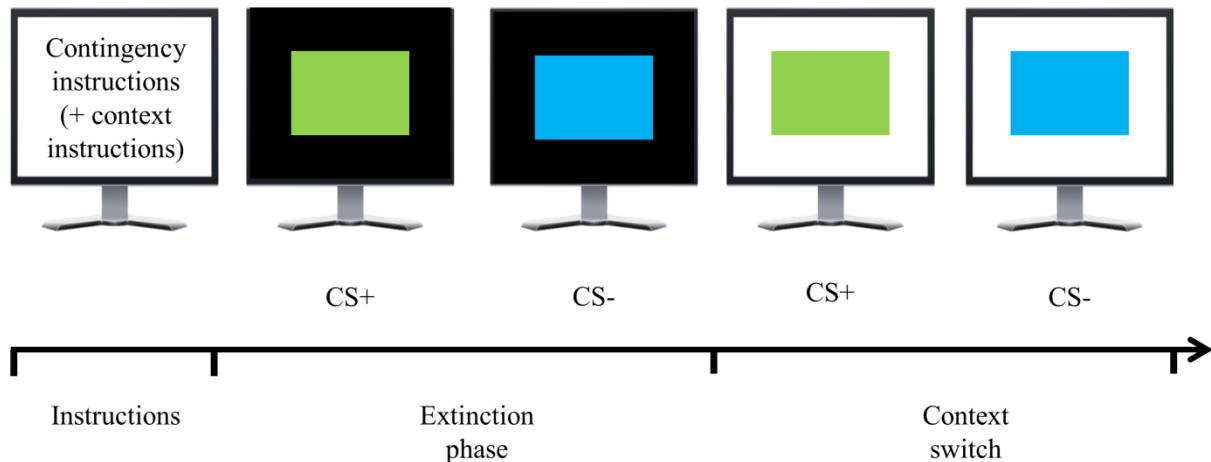 Contingency
instructions
(+ context
instructions)
CS+
CS-
CS+
CS-
Instructions
Extinction
phase
Context
switch